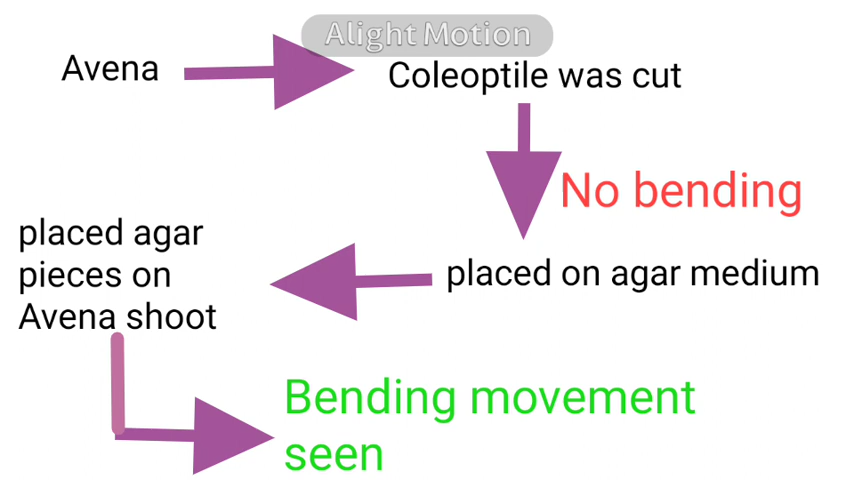 Alight Motion
Avena
Coleoptile was cut
No bending
placed on agar medium
placed agar
pieces on
Avena shoot
Bending movement
seen